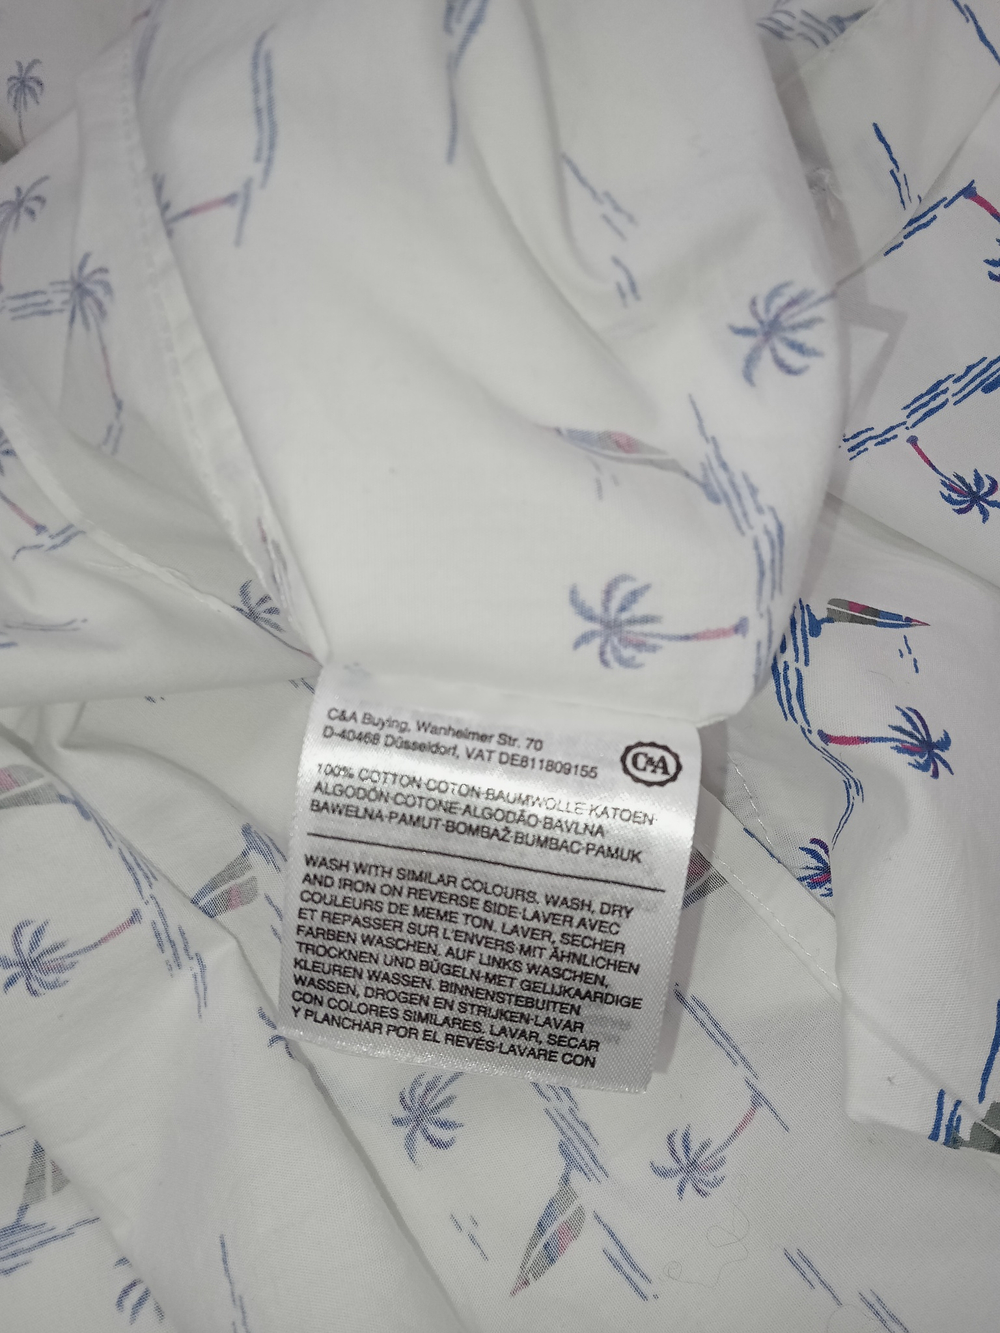 C&A Buying, Wanheimer Str. 70
D-40468 Düsseldorf, VAT DE811809155
C&A
100% COTTON·COTON·BAUMWOLLE·KATOEN·
ALGODÓN·COTONE·ALGODÃO·BAVLNA
BAWEŁNA·PAMUT·BOMBAŽ·BUMBAC·PAMUK
WASH WITH SIMILAR COLOURS. WASH, DRY
AND IRON ON REVERSE SIDE·LAVER AVEC
COULEURS DE MEME TON. LAVER, SECHER
ET REPASSER SUR L'ENVERS·MIT ÄHNLICHEN
FARBEN WASCHEN. AUF LINKS WASCHEN,
TROCKNEN UND BÜGELN·MET GELIJKAARDIGE
KLEUREN WASSEN. BINNENSTEBUITEN
WASSEN, DROGEN EN STRIJKEN·LAVAR
CON COLORES SIMILARES. LAVAR, SECAR
Y PLANCHAR POR EL REVÉS·LAVARE CON